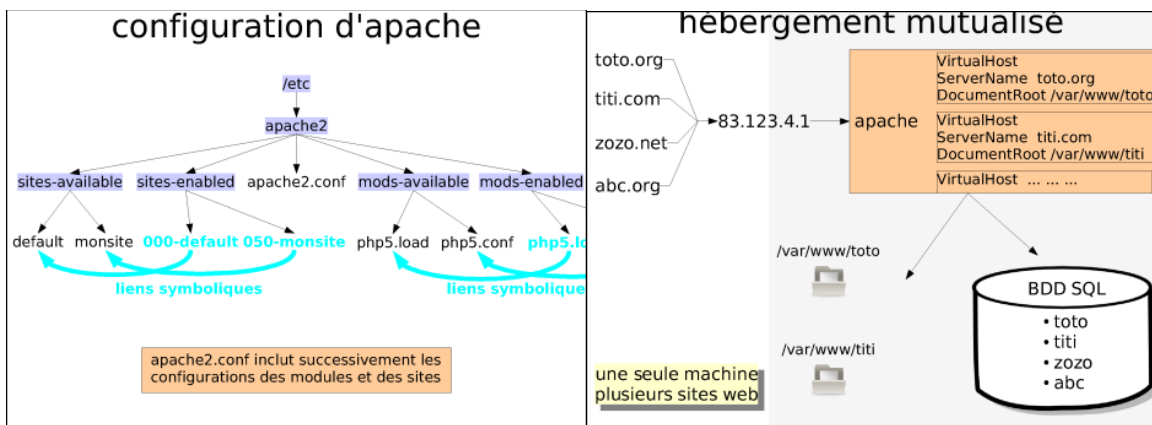 configuration d'apache
/etc
apache2
sites-available
sites-enabled
apache2.conf
mods-available
mods-enabled
default
monsite
000-default
050-monsite
php5.load
php5.conf
liens symboliques
liens symbolique
apache2.conf inclut successivement les
configurations des modules et des sites
hébergement mutualisé
toto.org
titi.com
zozo.net
abc.org
83.123.4.1
apache
VirtualHost
ServerName toto.org
DocumentRoot /var/www/toto
VirtualHost
ServerName titi.com
DocumentRoot /var/www/titi
VirtualHost ... ... ...
/var/www/toto
/var/www/titi
BDD SQL
• toto
• titi
• zozo
• abc
une seule machine
plusieurs sites web